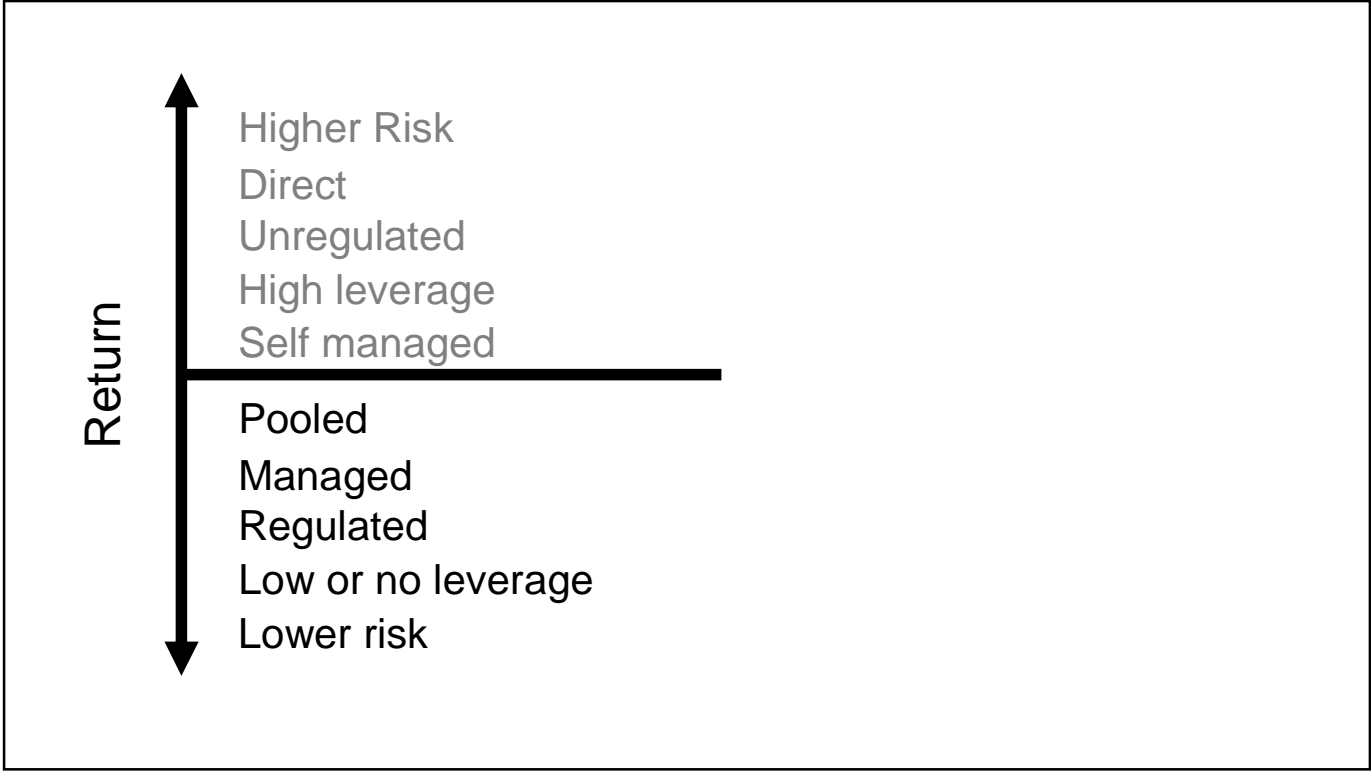 Higher Risk
Direct
Unregulated
High leverage
Self managed
Return
Pooled
Managed
Regulated
Low or no leverage
Lower risk